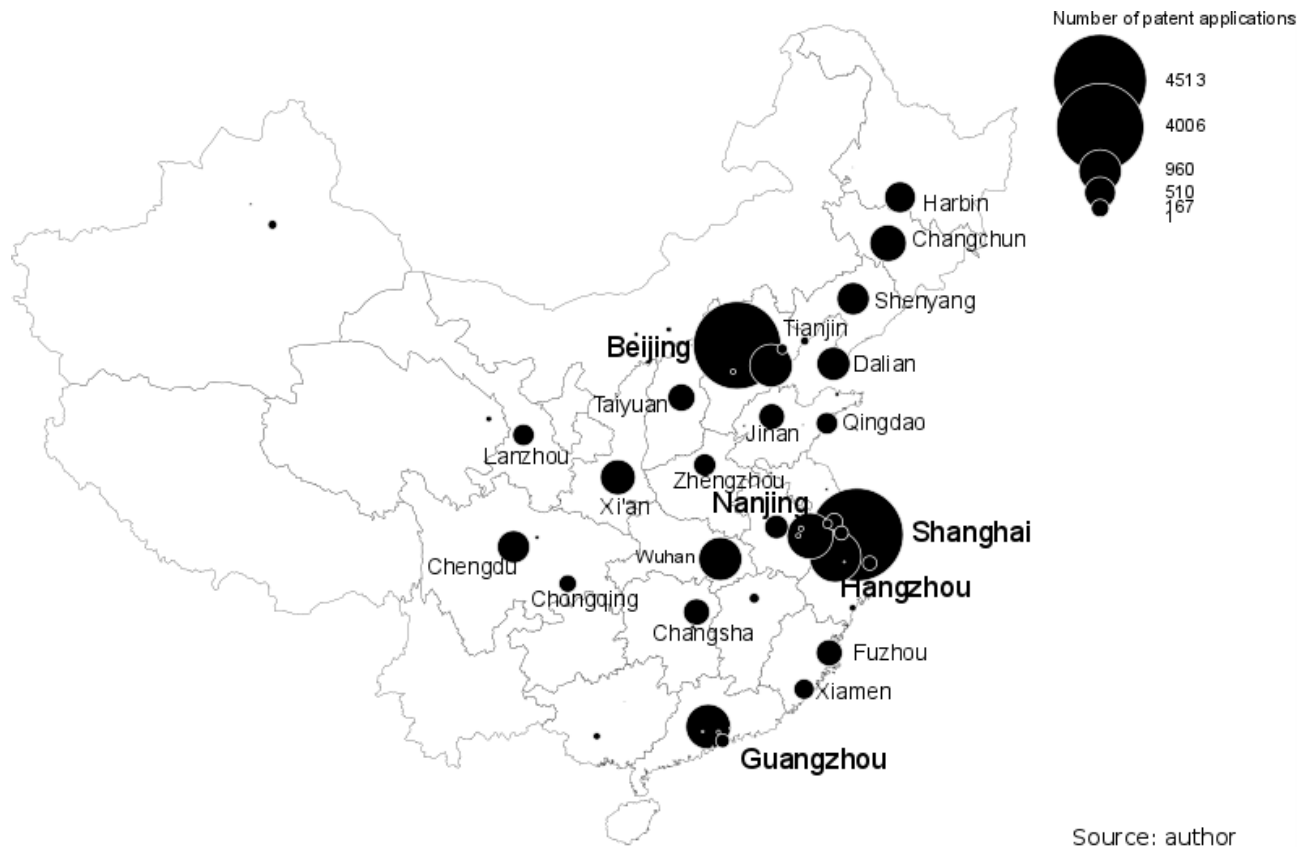 Number of patent applications
4513
4006
960
510
167
1
Harbin
Changchun
Shenyang
Tianjin
Beijing
Dalian
Taiyuan
Qingdao
Jinan
Lanzhou
Zhengzhou
Xi'an
Nanjing
Shanghai
Wuhan
Chengdu
Hangzhou
Chongqing
Changsha
Fuzhou
Xiamen
Guangzhou
Source: author